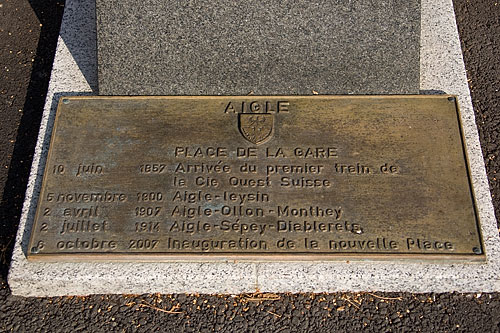 AIGLE
PLACE DE LA GARE
10 juin 1857 Arrivée du premier train de
la Cie Ouest Suisse
5 novembre 1900 Aigle-leysin
2 avril 1907 Aigle-Ollon-Monthey
2 juillet 1914 Aigle-Sépey-Diablerets
6 octobre 2007 Inauguration de la nouvelle Place